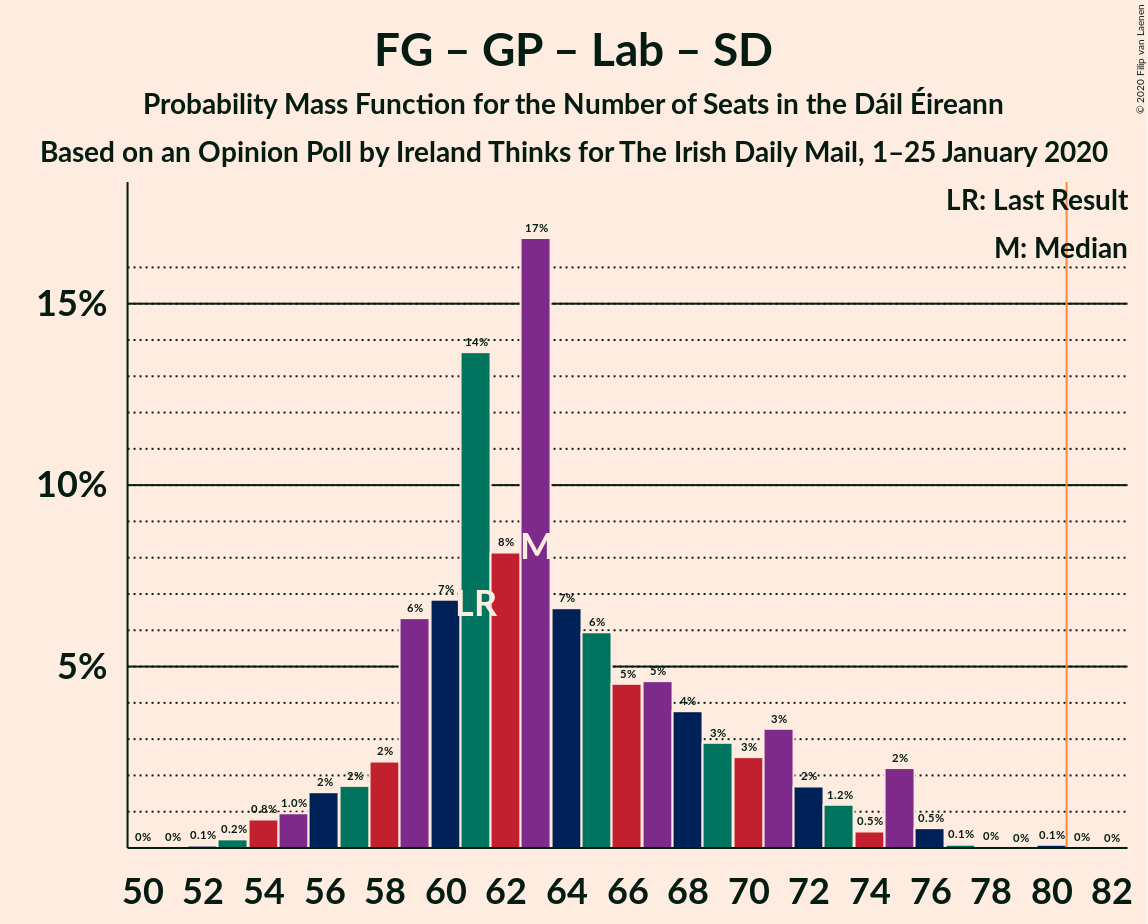 FG – GP – Lab – SD
Probability Mass Function for the Number of Seats in the Dáil Éireann
Based on an Opinion Poll by Ireland Thinks for The Irish Daily Mail, 1–25 January 2020
© 2020 Filip van Laenen
LR: Last Result
M: Median
15%
10%
5%
0% 0% 0.1% 0.2% 0.8% 1.0% 2% 2% 2% 6% 7% 14% 8% 17% 7% 6% 5% 5% 4% 3% 3% 3% 2% 1.2% 0.5% 2% 0.5% 0.1% 0% 0% 0.1% 0% 0%
LR
M
50 52 54 56 58 60 62 64 66 68 70 72 74 76 78 80 82